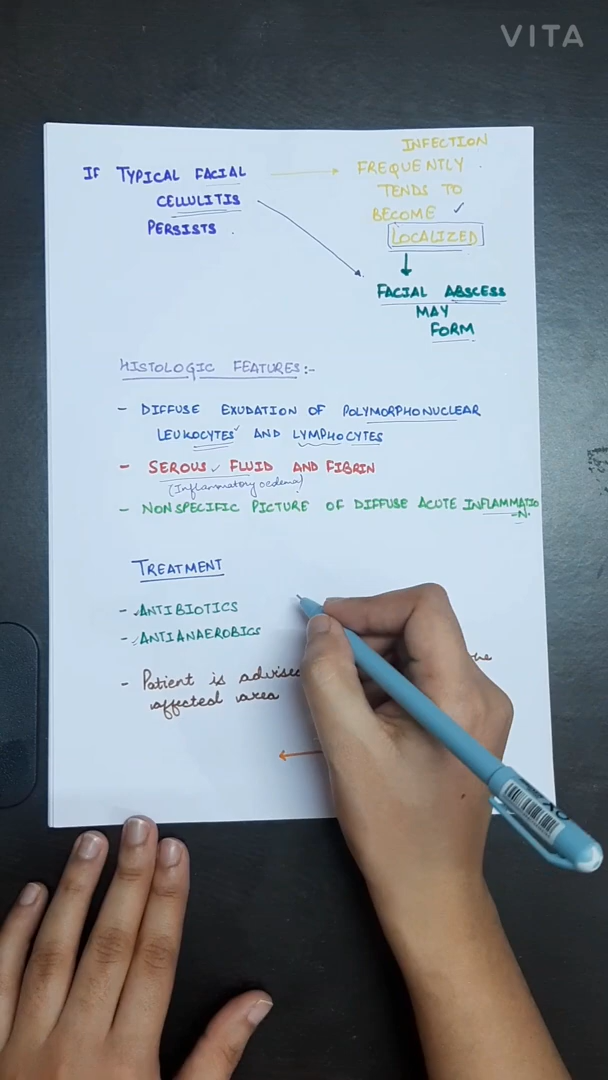 VITA
IF TYPICAL FACIAL
CELLULITIS
PERSISTS.
INFECTION
FREQUENTLY
TENDS TO
BECOME
LOCALIZED
FACIAL ABSCESS
MAY
FORM
HISTOLOGIC FEATURES:-
- DIFFUSE EXUDATION OF POLYMORPHONUCLEAR
LEUKOCYTES AND LYMPHOCYTES
- SEROUS FLUID AND FIBRIN
(Inflammatory oedema)
- NONSPECIFIC PICTURE OF DIFFUSE ACUTE INFLAMMATIO
-N.
TREATMENT
- ANTIBIOTICS
- ANTIANAEROBICS
- Patient is advised
affected area
OX